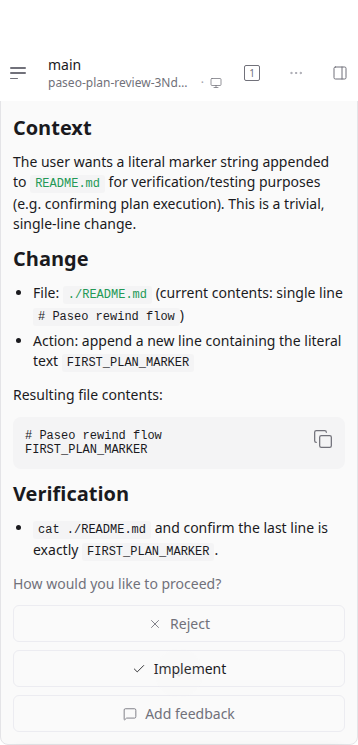 main
paseo-plan-review-3Nd... ·
1
Context
The user wants a literal marker string appended
to README.md for verification/testing purposes
(e.g. confirming plan execution). This is a trivial,
single-line change.
Change
• File: ./README.md (current contents: single line
# Paseo rewind flow )
• Action: append a new line containing the literal
text FIRST_PLAN_MARKER
Resulting file contents:
# Paseo rewind flow
FIRST_PLAN_MARKER
Verification
• cat ./README.md and confirm the last line is
exactly FIRST_PLAN_MARKER .
How would you like to proceed?
Reject
Implement
Add feedback